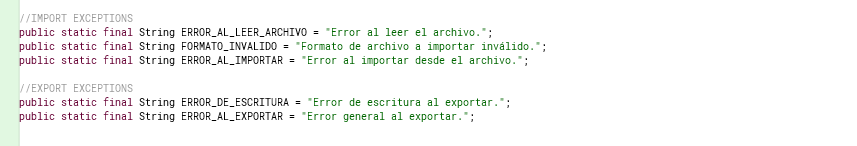 //IMPORT EXCEPTIONS
public static final String ERROR_AL_LEER_ARCHIVO = "Error al leer el archivo.";
public static final String FORMATO_INVALIDO = "Formato de archivo a importar inválido.";
public static final String ERROR_AL_IMPORTAR = "Error al importar desde el archivo.";
//EXPORT EXCEPTIONS
public static final String ERROR_DE_ESCRITURA = "Error de escritura al exportar.";
public static final String ERROR_AL_EXPORTAR = "Error general al exportar.";